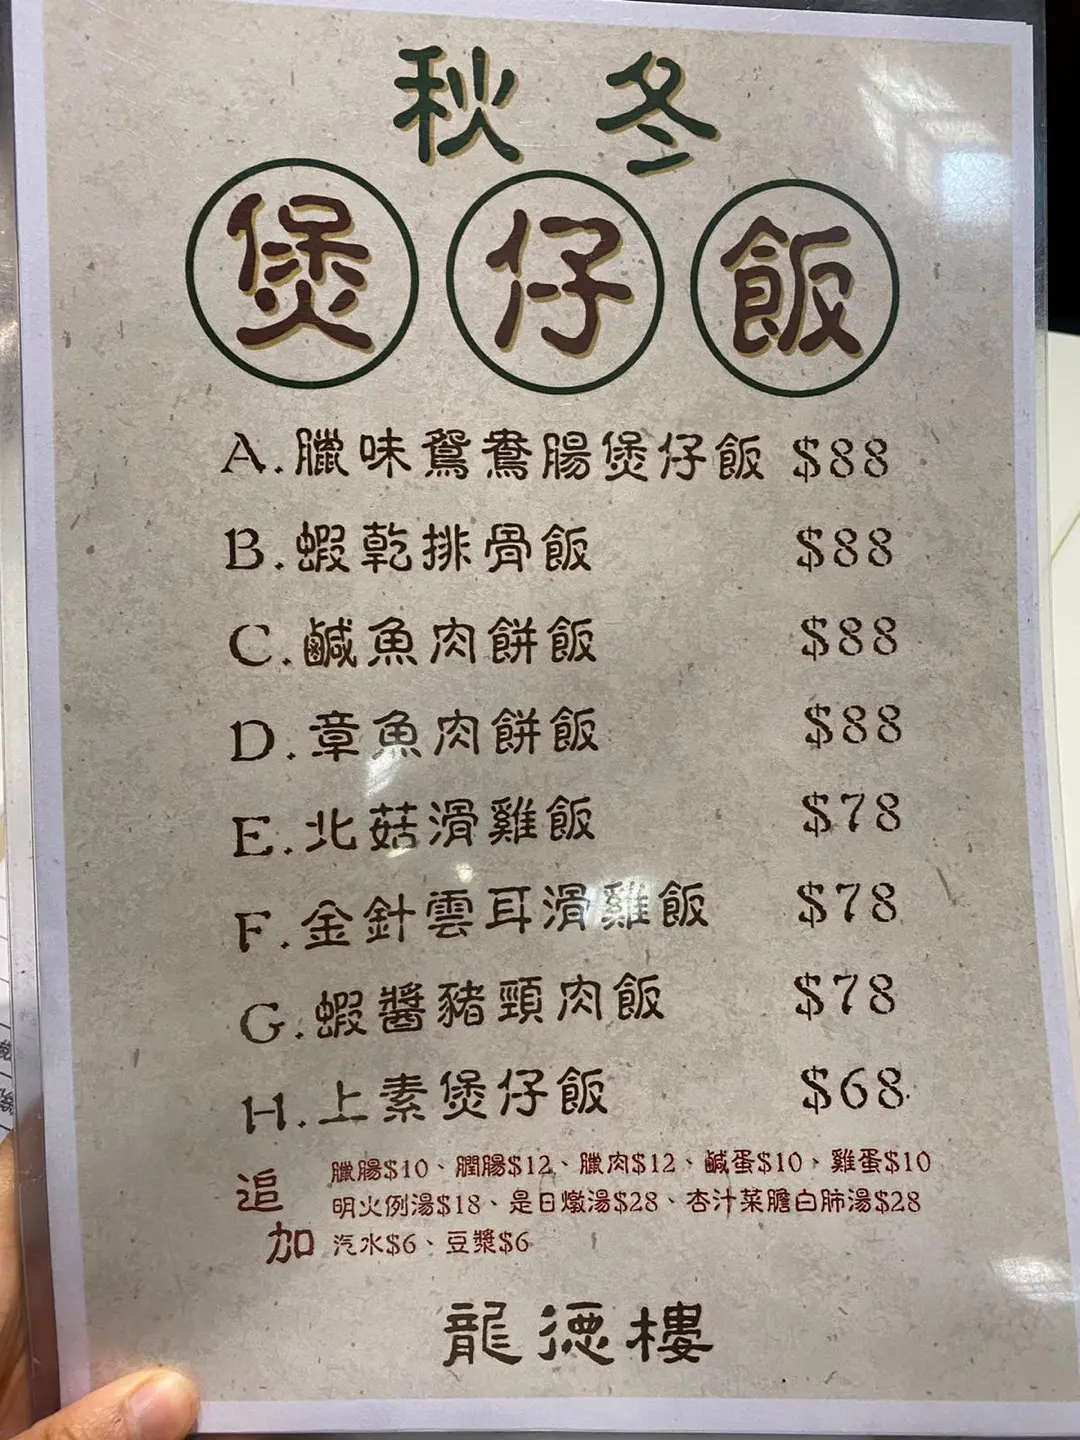 秋冬
煲仔飯
A.臘味鴛鴦腸煲仔飯 $88
B.蝦乾排骨飯 $88
C.鹹魚肉餅飯 $88
D.章魚肉餅飯 $88
E.北菇滑雞飯 $78
F.金針雲耳滑雞飯 $78
G.蝦醬豬頸肉飯 $78
H.上素煲仔飯 $68
追加
臘腸$10、膶腸$12、臘肉$12、鹹蛋$10、雞蛋$10
明火例湯$18、是日燉湯$28、杏汁菜膽白肺湯$28
汽水$6、豆漿$6
龍德樓